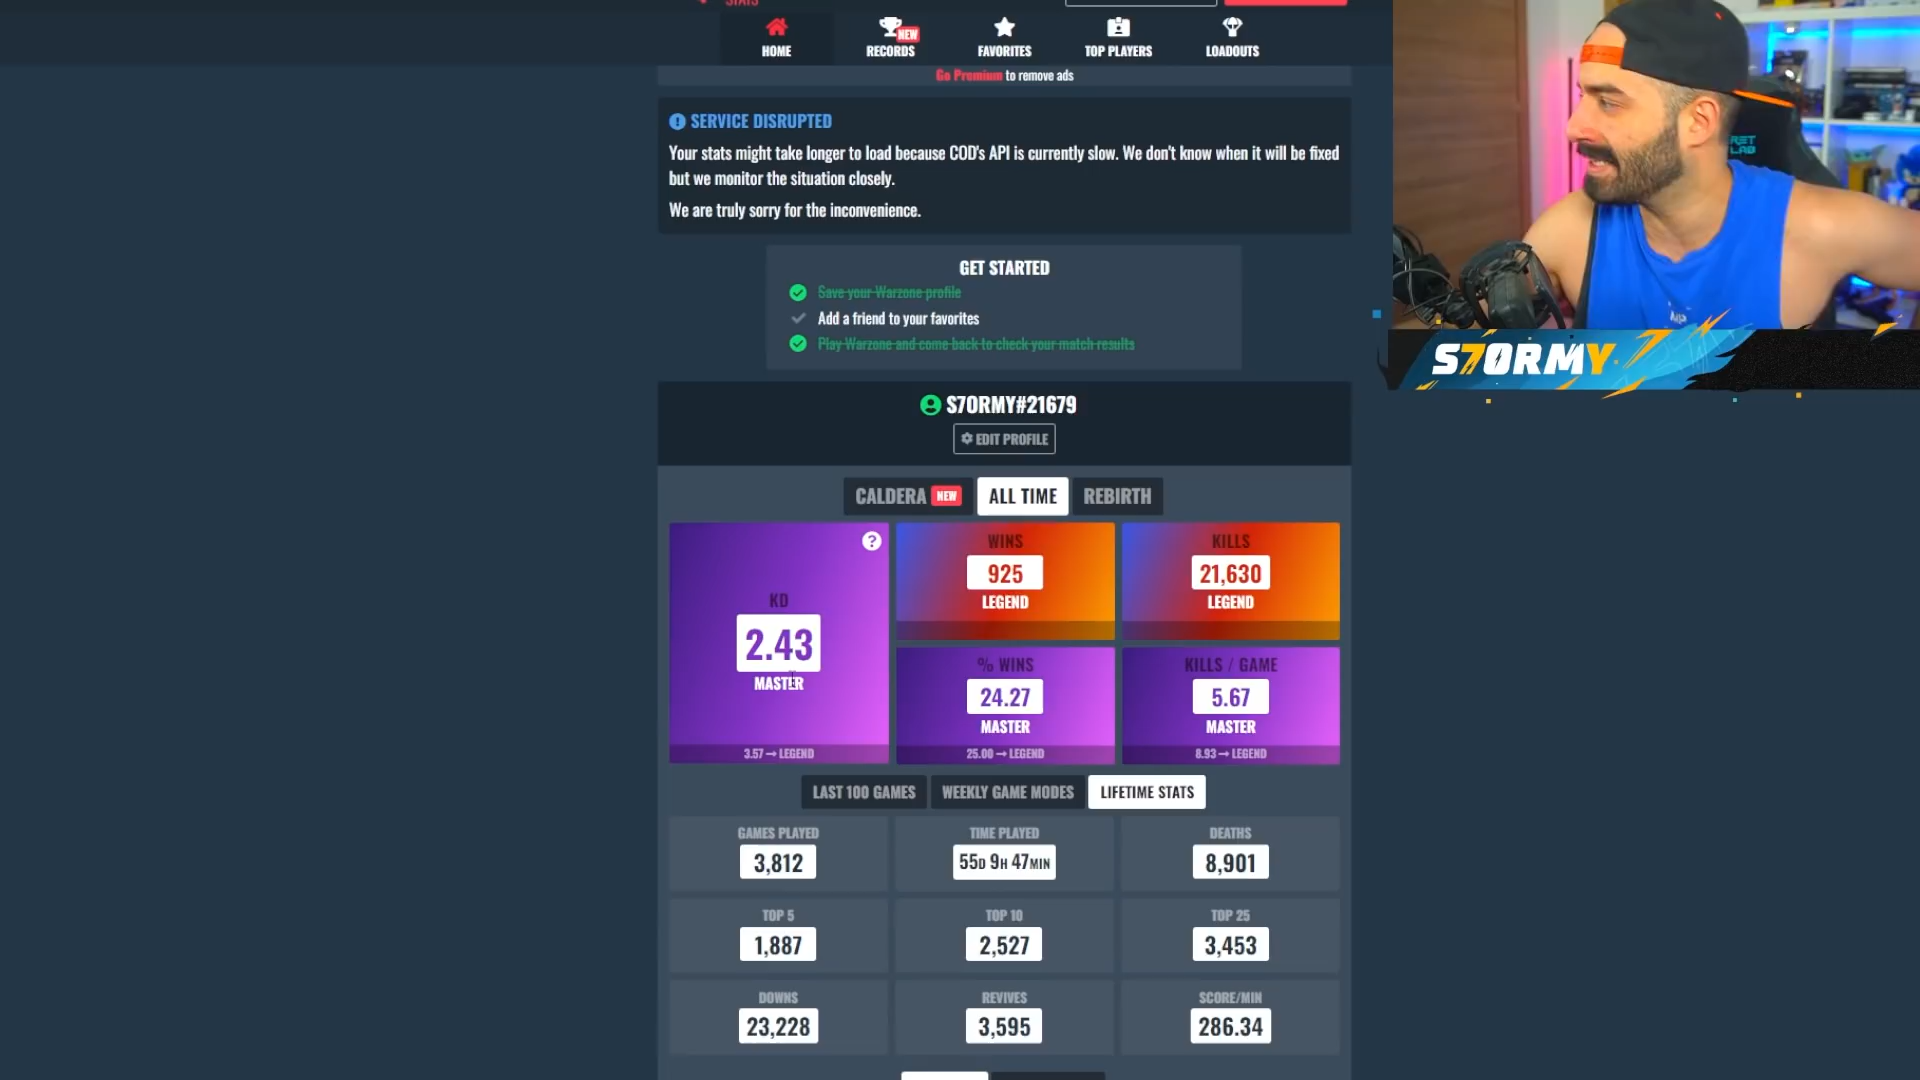 STATS
HOME
RECORDS NEW
FAVORITES
TOP PLAYERS
LOADOUTS
Go Premium to remove ads
SERVICE DISRUPTED
Your stats might take longer to load because COD's API is currently slow. We don't know when it will be fixed
but we monitor the situation closely.
We are truly sorry for the inconvenience.
GET STARTED
Save your Warzone profile
Add a friend to your favorites
Play Warzone and come back to check your match results
S7ORMY#21679
EDIT PROFILE
CALDERA NEW
ALL TIME
REBIRTH
KD
2.43
MASTER
3.57 → LEGEND
WINS
925
LEGEND
KILLS
21,630
LEGEND
% WINS
24.27
MASTER
25.00 → LEGEND
KILLS / GAME
5.67
MASTER
8.93 → LEGEND
LAST 100 GAMES
WEEKLY GAME MODES
LIFETIME STATS
GAMES PLAYED
3,812
TIME PLAYED
55D 9H 47MIN
DEATHS
8,901
TOP 5
1,887
TOP 10
2,527
TOP 25
3,453
DOWNS
23,228
REVIVES
3,595
SCORE/MIN
286.34
RET
LAB
S7ORMY